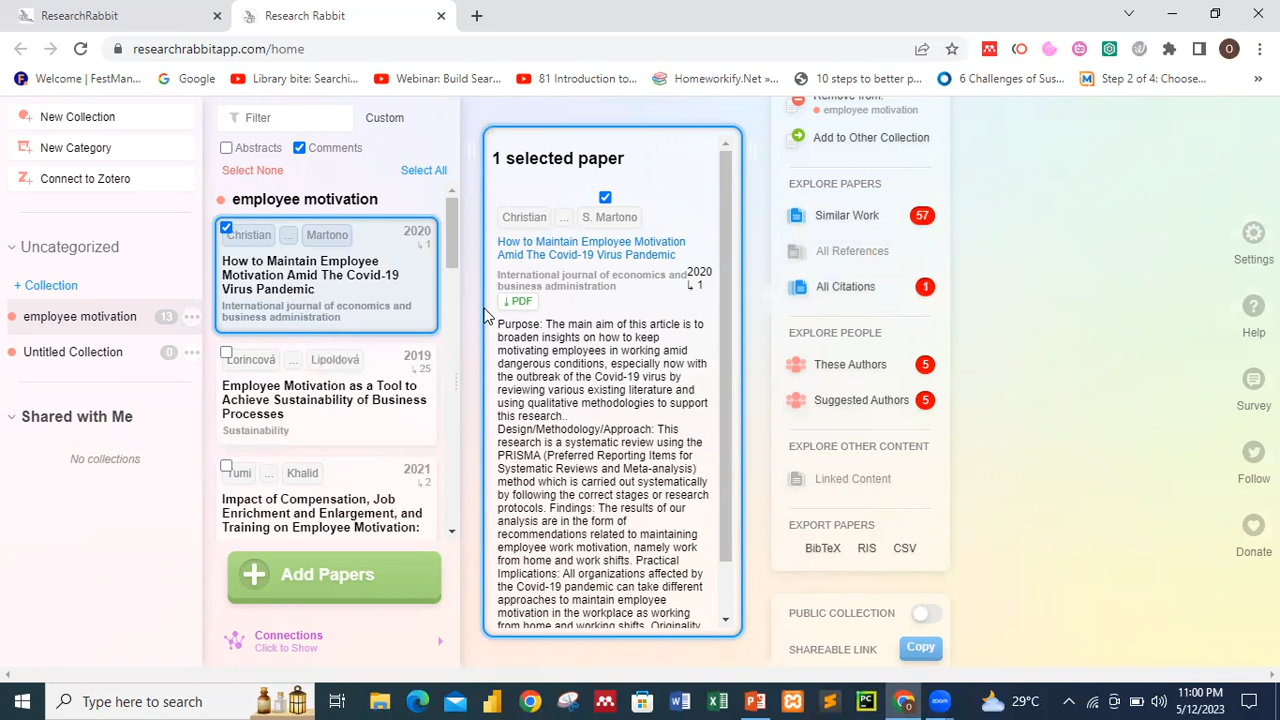 ResearchRabbit
Research Rabbit
researchrabbitapp.com/home
Welcome | FestMan...
Google
Library bite: Searchi...
Webinar: Build Sear...
81 Introduction to...
Homeworkify.Net »...
10 steps to better p...
6 Challenges of Sus...
Step 2 of 4: Choose...
New Collection
New Category
Connect to Zotero
Uncategorized
+ Collection
employee motivation 13
Untitled Collection 0
Shared with Me
No collections
Filter
Custom
Abstracts
Comments
Select None
Select All
employee motivation
Christian ... Martono 2020
↳ 1
How to Maintain Employee
Motivation Amid The Covid-19 Virus
Pandemic
International journal of economics and
business administration
Lorincová ... Lipoldová 2019
↳ 25
Employee Motivation as a Tool to
Achieve Sustainability of Business
Processes
Sustainability
Tumi ... Khalid 2021
↳ 2
Impact of Compensation, Job
Enrichment and Enlargement, and
Training on Employee Motivation:
Add Papers
Connections
Click to Show
1 selected paper
Christian ... S. Martono
How to Maintain Employee Motivation
Amid The Covid-19 Virus Pandemic
International journal of economics and
business administration
2020
↳ 1
PDF
Purpose: The main aim of this article is to
broaden insights on how to keep
motivating employees in working amid
dangerous conditions, especially now with
the outbreak of the Covid-19 virus by
reviewing various existing literature and
using qualitative methodologies to support
this research..
Design/Methodology/Approach: This
research is a systematic review using the
PRISMA (Preferred Reporting Items for
Systematic Reviews and Meta-analysis)
method which is carried out systematically
by following the correct stages or research
protocols. Findings: The results of our
analysis are in the form of
recommendations related to maintaining
employee work motivation, namely work
from home and work shifts. Practical
Implications: All organizations affected by
the Covid-19 pandemic can take different
approaches to maintain employee
motivation in the workplace as working
from home and working shifts. Originality
Remove from:
employee motivation
Add to Other Collection
EXPLORE PAPERS
Similar Work 57
All References
All Citations 1
EXPLORE PEOPLE
These Authors 5
Suggested Authors 5
EXPLORE OTHER CONTENT
Linked Content
EXPORT PAPERS
BibTeX RIS CSV
PUBLIC COLLECTION
SHAREABLE LINK
Copy
Settings
Help
Survey
Follow
Donate
Type here to search
29°C
11:00 PM
5/12/2023